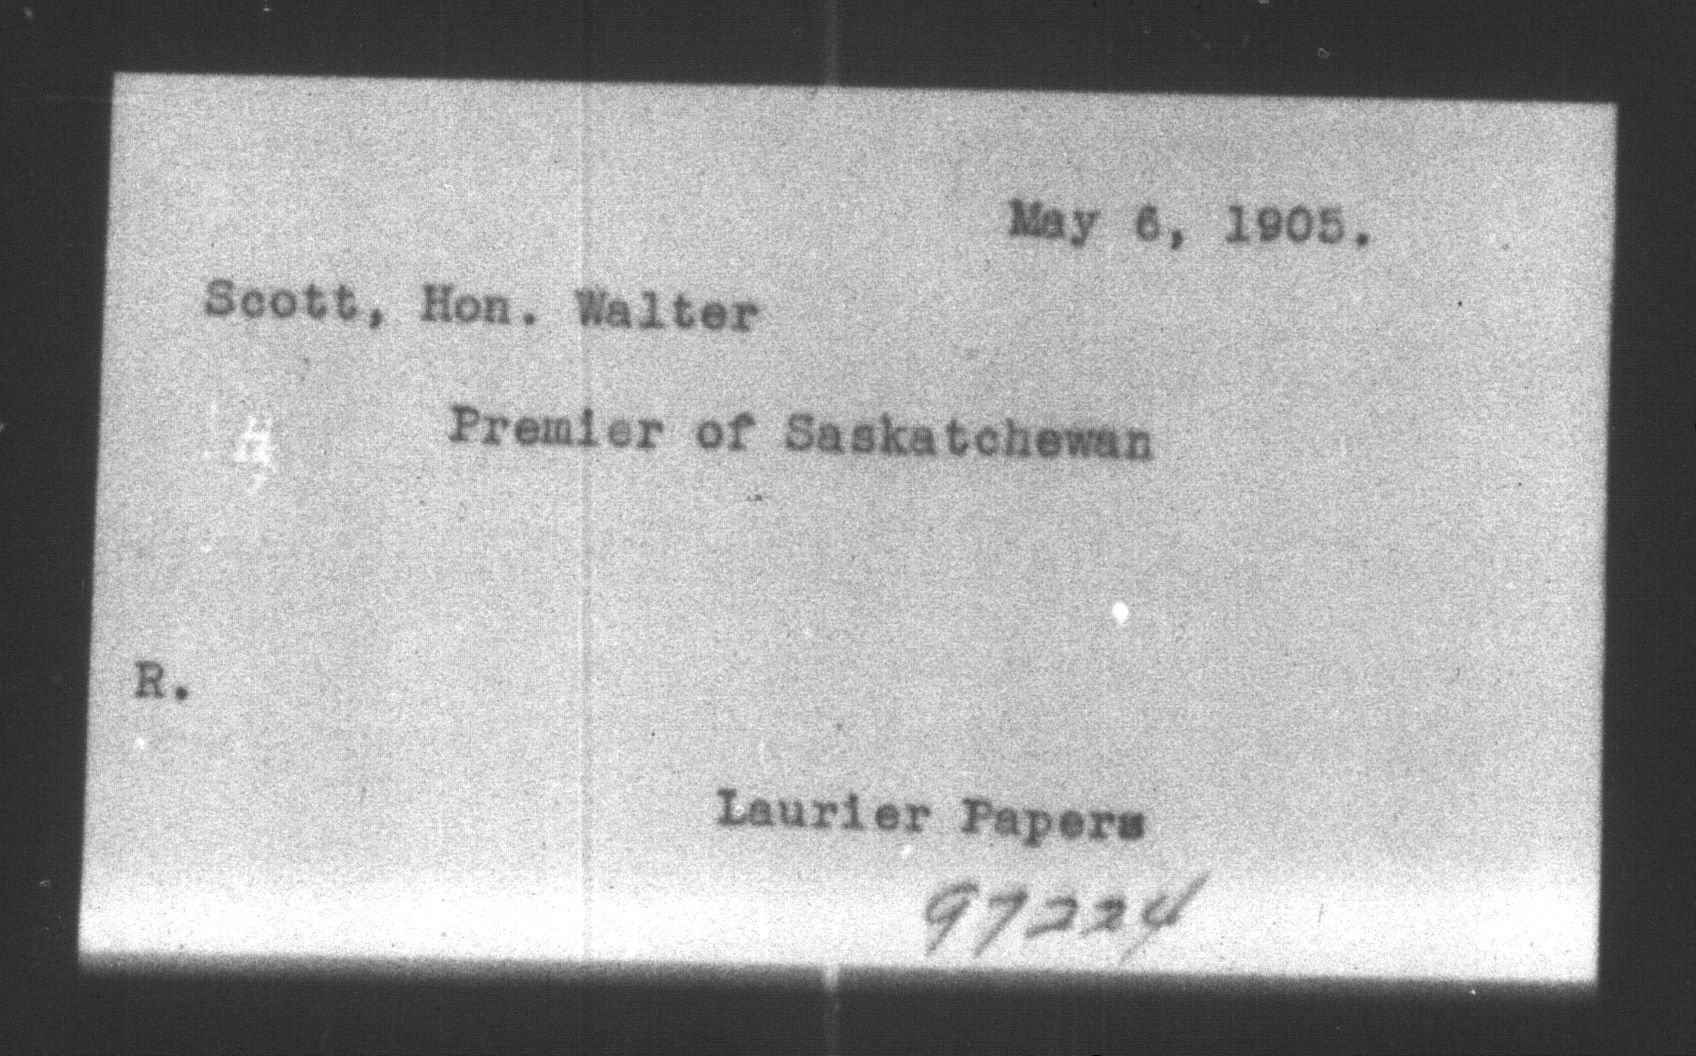 May 6, 1905.
Scott, Hon. Walter
Premier of Saskatchewan
R.
Laurier Papers
97224